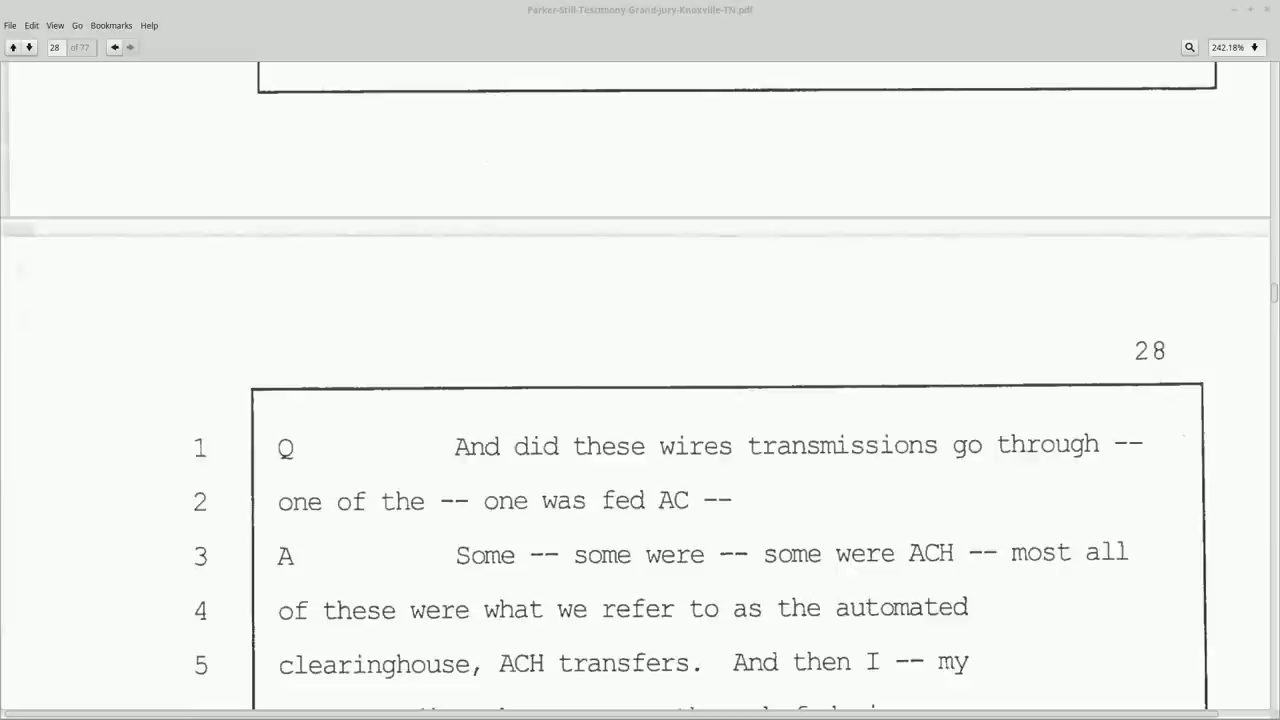 Parker-Still-Testimony-Grand-Jury-Knoxville-TN.pdf
File Edit View Go Bookmarks Help
28 of 77 242.18%
28
1 Q And did these wires transmissions go through --
2 one of the -- one was fed AC --
3 A Some -- some were -- some were ACH -- most all
4 of these were what we refer to as the automated
5 clearinghouse, ACH transfers. And then I -- my